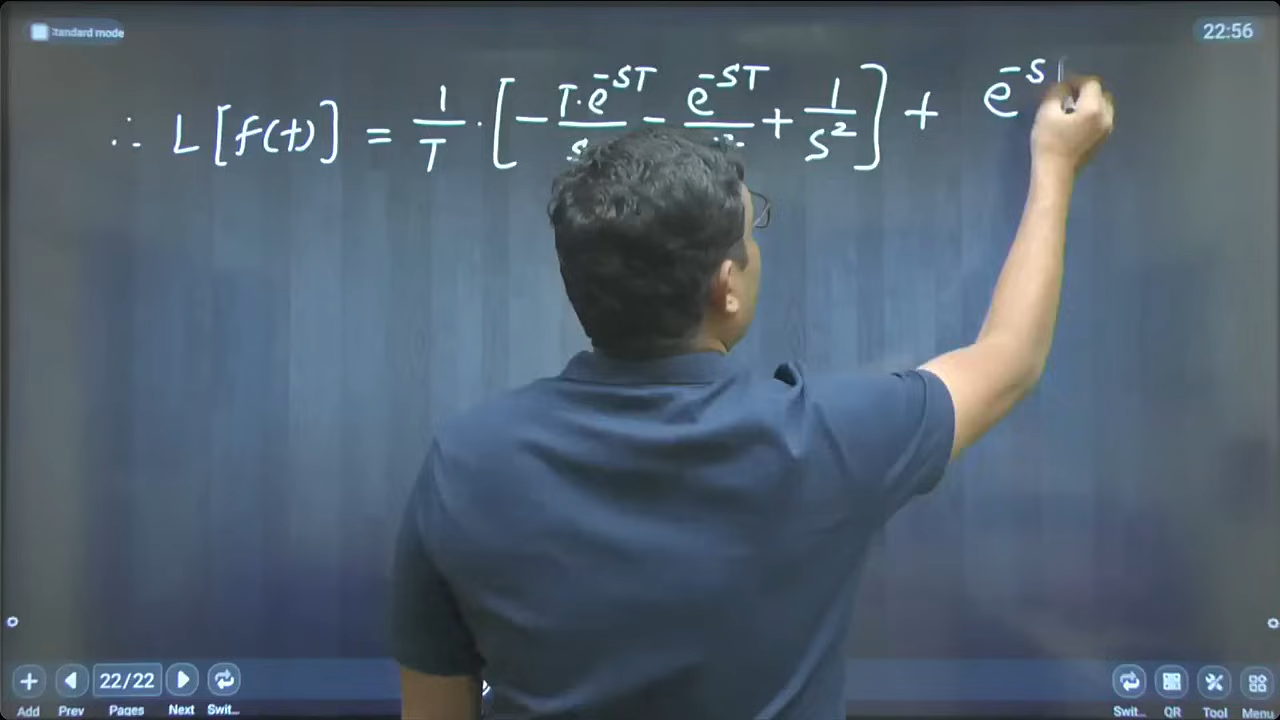 Standard mode
22:56
∴ L[f(t)] = 1/T · [- T·e^-ST/s - e^-ST/s² + 1/s²] + e^-s
22/22
Add Prev Pages Next Swit... Swit... QR Tool Menu